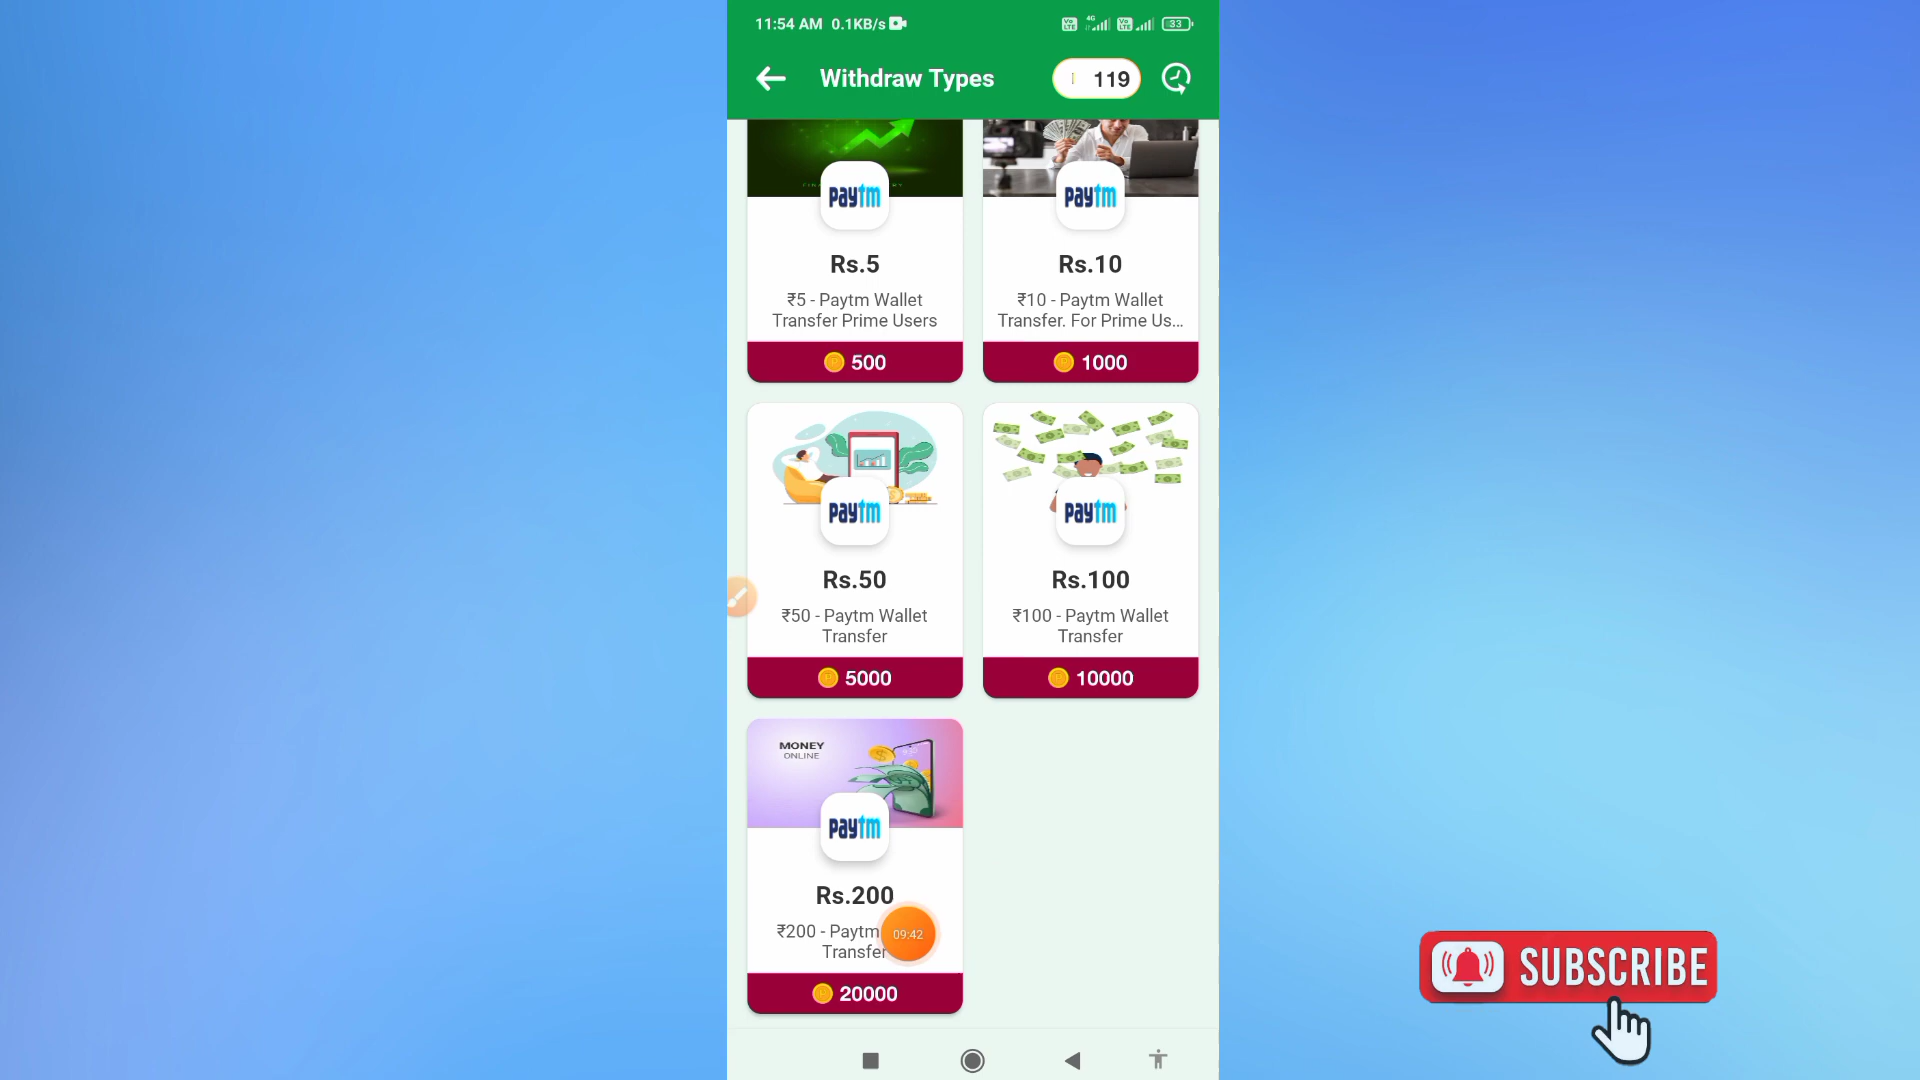 11:54 AM 0.1KB/s 4G 33
Withdraw Types 119
paytm paytm
Rs.5 Rs.10
₹5 - Paytm Wallet ₹10 - Paytm Wallet
Transfer Prime Users Transfer. For Prime Us...
500 1000
paytm paytm
Rs.50 Rs.100
₹50 - Paytm Wallet ₹100 - Paytm Wallet
Transfer Transfer
5000 10000
MONEY
ONLINE
paytm
Rs.200
₹200 - Paytm
09:42
Transfer
20000
SUBSCRIBE